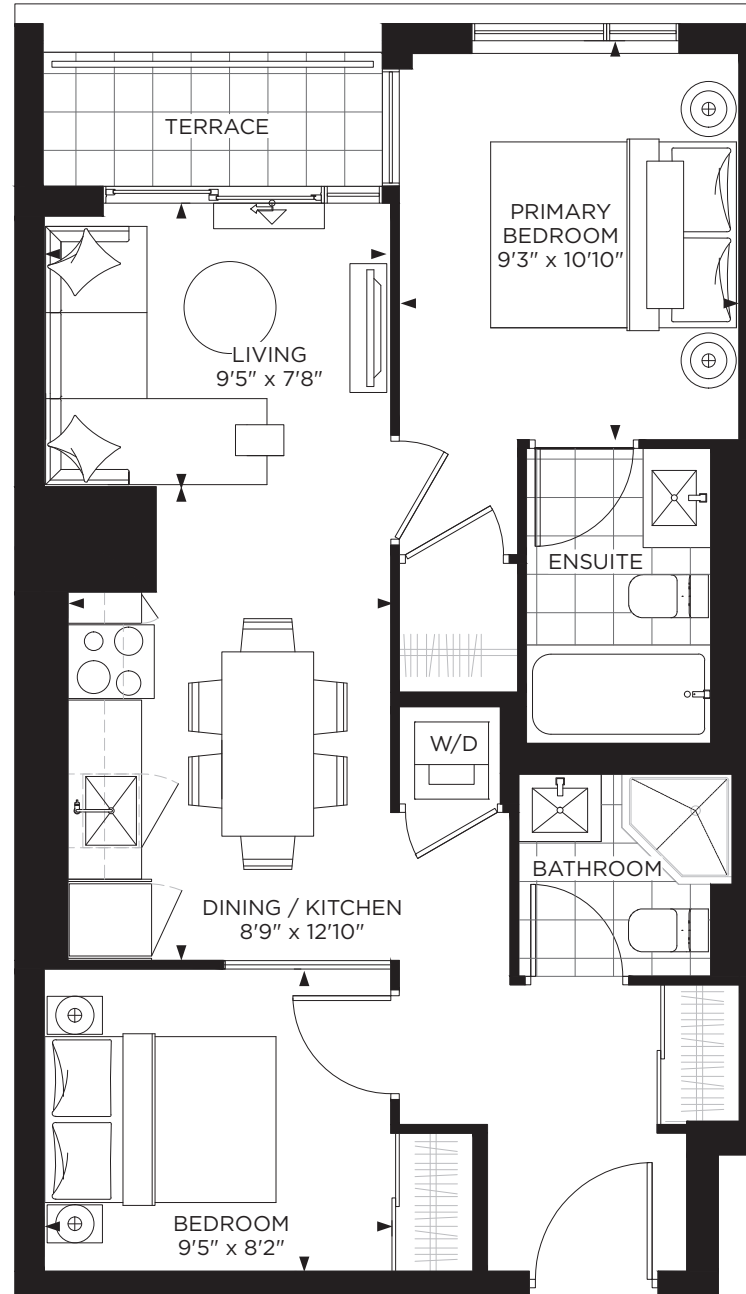 TERRACE
PRIMARY
BEDROOM
9'3" x 10'10"
LIVING
9'5" x 7'8"
ENSUITE
W/D
BATHROOM
DINING / KITCHEN
8'9" x 12'10"
BEDROOM
9'5" x 8'2"